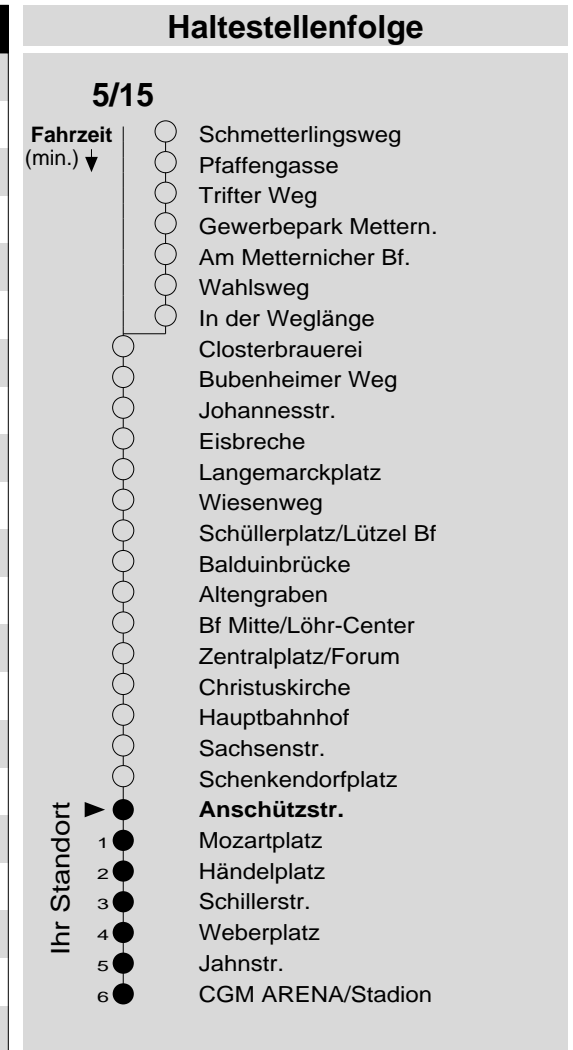 Haltestellenfolge
5/15
Fahrzeit
(min.)
Schmetterlingsweg
Pfaffengasse
Trifter Weg
Gewerbepark Mettern.
Am Metternicher Bf.
Wahlsweg
In der Weglänge
Closterbrauerei
Bubenheimer Weg
Johannesstr.
Eisbreche
Langemarckplatz
Wiesenweg
Schüllerplatz/Lützel Bf
Balduinbrücke
Altengraben
Bf Mitte/Löhr-Center
Zentralplatz/Forum
Christuskirche
Hauptbahnhof
Sachsenstr.
Schenkendorfplatz
Ihr Standort
Anschützstr.
1 Mozartplatz
2 Händelplatz
3 Schillerstr.
4 Weberplatz
5 Jahnstr.
6 CGM ARENA/Stadion